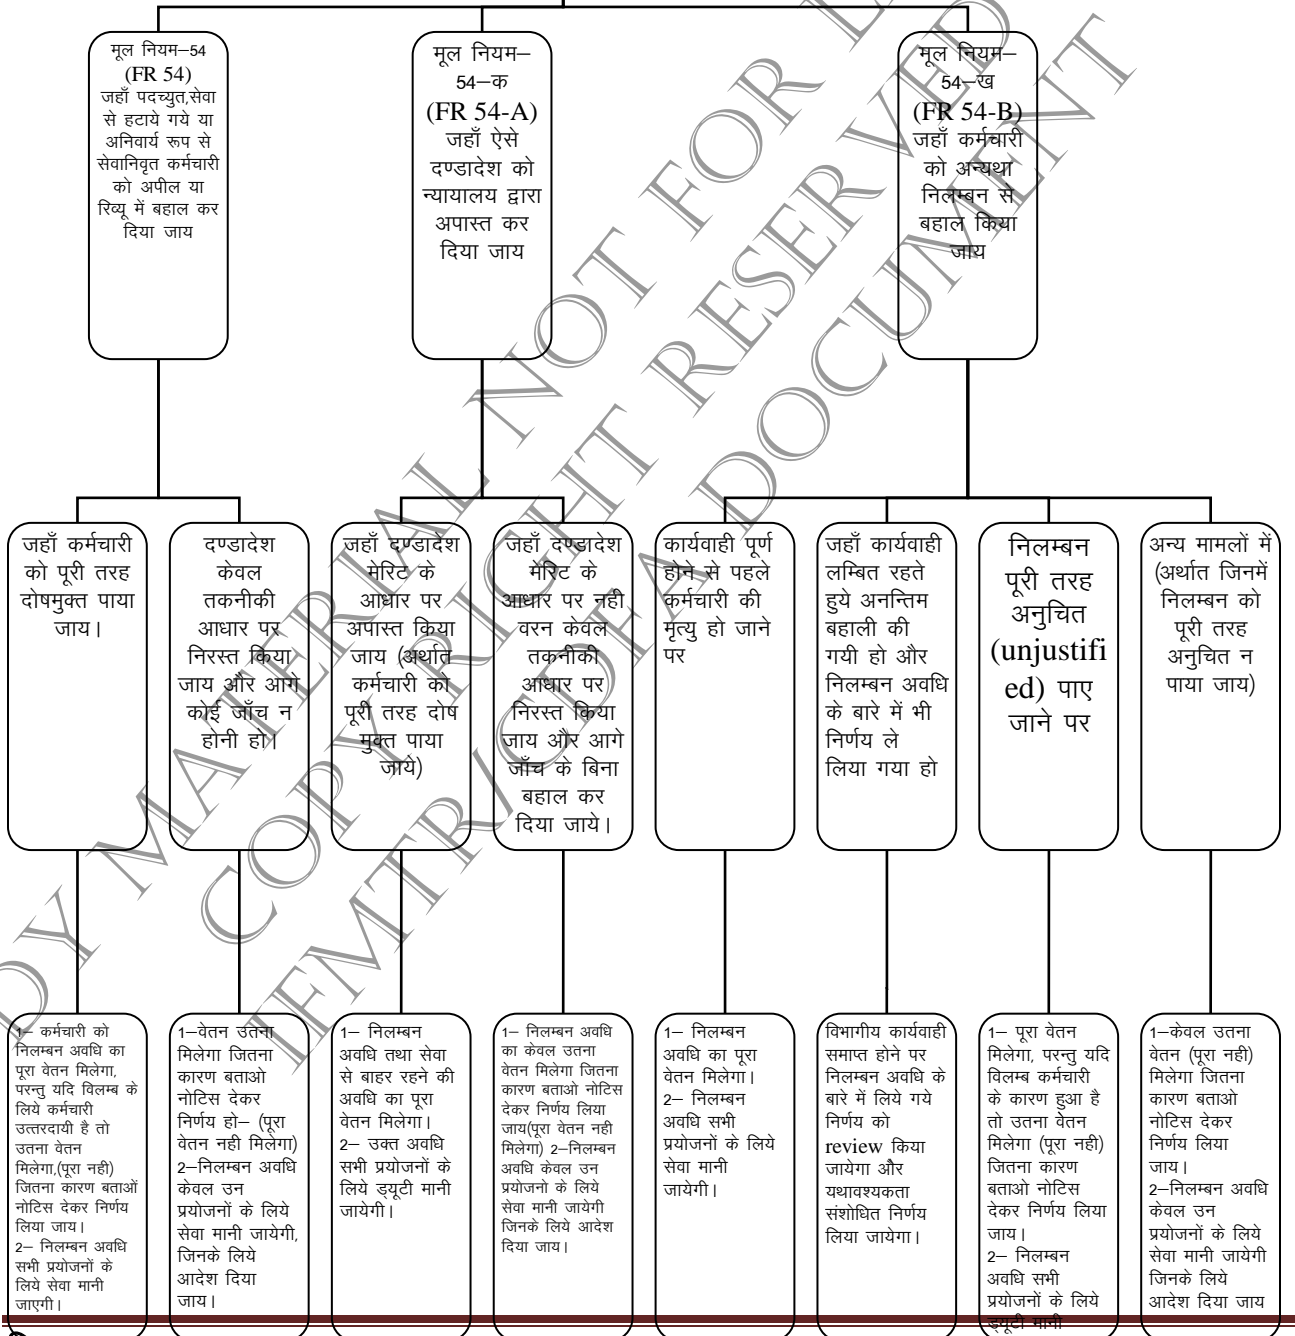 मूल नियम–54
(FR 54)
जहाँ पदच्युत,सेवा
से हटाये गये या
अनिवार्य रूप से
सेवानिवृत कर्मचारी
को अपील या
रिव्यू में बहाल कर
दिया जाय
मूल नियम–
54–क
(FR 54-A)
जहाँ ऐसे
दण्डादेश को
न्यायालय द्वारा
अपास्त कर
दिया जाय
मूल नियम–
54–ख
(FR 54-B)
जहाँ कर्मचारी
को अन्यथा
निलम्बन से
बहाल किया
जाय
जहाँ कर्मचारी
को पूरी तरह
दोषमुक्त पाया
जाय।
दण्डादेश
केवल
तकनीकी
आधार पर
निरस्त किया
जाय और आगे
कोई जाँच न
होनी हो।
जहाँ दण्डादेश
मेरिट के
आधार पर
अपास्त किया
जाय (अर्थात
कर्मचारी को
पूरी तरह दोष
मुक्त पाया
जाये)
जहाँ दण्डादेश
मेरिट के
आधार पर नही
वरन केवल
तकनीकी
आधार पर
निरस्त किया
जाय और आगे
जाँच के बिना
बहाल कर
दिया जाये।
कार्यवाही पूर्ण
होने से पहले
कर्मचारी की
मृत्यु हो जाने
पर
जहाँ कार्यवाही
लम्बित रहते
हुये अनन्तिम
बहाली की
गयी हो और
निलम्बन अवधि
के बारे में भी
निर्णय ले
लिया गया हो
निलम्बन
पूरी तरह
अनुचित
(unjustifi
ed) पाए
जाने पर
अन्य मामलों में
(अर्थात जिनमें
निलम्बन को
पूरी तरह
अनुचित न
पाया जाय)
1– कर्मचारी को
निलम्बन अवधि का
पूरा वेतन मिलेगा,
परन्तु यदि विलम्ब के
लिये कर्मचारी
उत्तरदायी है तो
उतना वेतन
मिलेगा,(पूरा नही)
जितना कारण बताओं
नोटिस देकर निर्णय
लिया जाय।
2– निलम्बन अवधि
सभी प्रयोजनों के
लिये सेवा मानी
जाएगी।
1–वेतन उतना
मिलेगा जितना
कारण बताओ
नोटिस देकर
निर्णय हो– (पूरा
वेतन नही मिलेगा)
2–निलम्बन अवधि
केवल उन
प्रयोजनों के लिये
सेवा मानी जायेगी,
जिनके लिये
आदेश दिया
जाय।
1– निलम्बन
अवधि तथा सेवा
से बाहर रहने की
अवधि का पूरा
वेतन मिलेगा।
2– उक्त अवधि
सभी प्रयोजनों के
लिये ड्यूटी मानी
जायेगी।
1– निलम्बन अवधि
का केवल उतना
वेतन मिलेगा जितना
कारण बताओ नोटिस
देकर निर्णय लिया
जाय(पूरा वेतन नही
मिलेगा) 2–निलम्बन
अवधि केवल उन
प्रयोजनो के लिये
सेवा मानी जायेगी
जिनके लिये आदेश
दिया जाय।
1– निलम्बन
अवधि का पूरा
वेतन मिलेगा।
2– निलम्बन
अवधि सभी
प्रयोजनों के लिये
सेवा मानी
जायेगी।
विभागीय कार्यवाही
समाप्त होने पर
निलम्बन अवधि के
बारे में लिये गये
निर्णय को
review किया
जायेगा और
यथावश्यकता
संशोधित निर्णय
लिया जायेगा।
1– पूरा वेतन
मिलेगा, परन्तु यदि
विलम्ब कर्मचारी
के कारण हुआ है
तो उतना वेतन
मिलेगा (पूरा नही)
जितना कारण
बताओ नोटिस
देकर निर्णय लिया
जाय।
2– निलम्बन
अवधि सभी
प्रयोजनों के लिये
ड्यूटी मानी
1–केवल उतना
वेतन (पूरा नही)
मिलेगा जितना
कारण बताओ
नोटिस देकर
निर्णय लिया
जाय।
2–निलम्बन अवधि
केवल उन
प्रयोजनों के लिये
सेवा मानी जायेगी
जिनके लिये
आदेश दिया जाय
DY MATERIAL NOT FOR
COPY RIGHT RESERVED
IFMTR/CDFA DOCUMENT